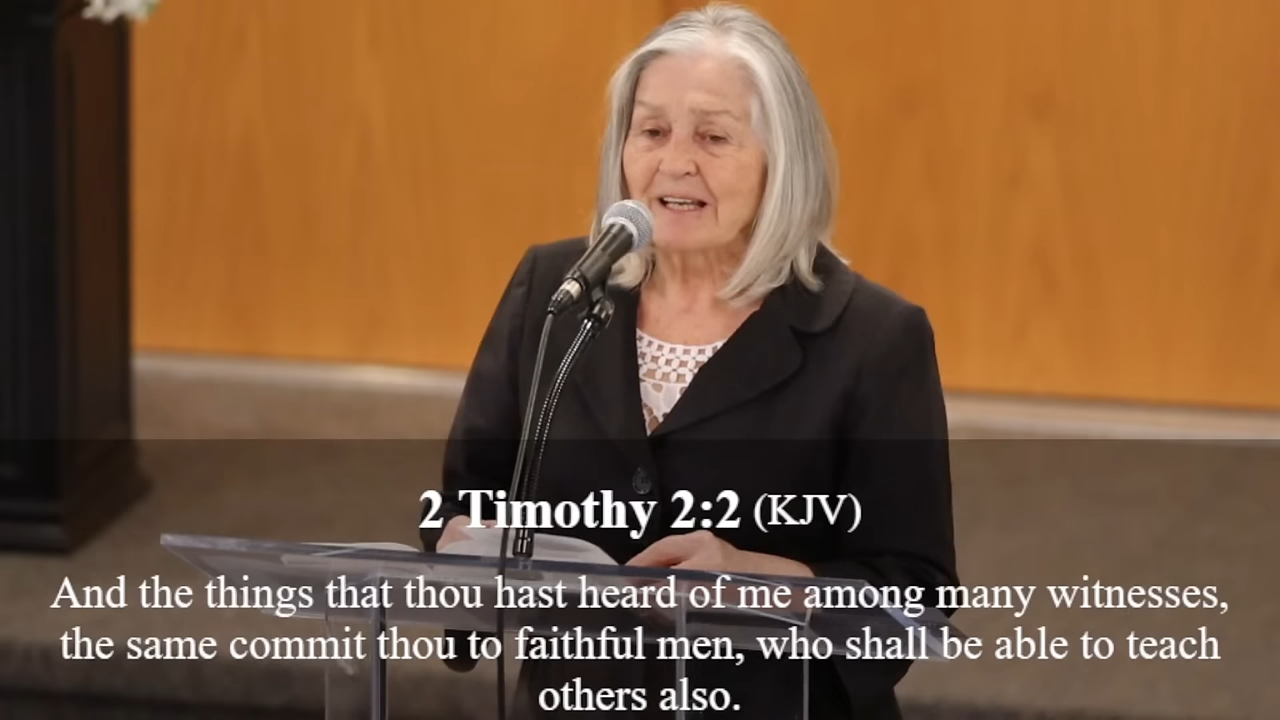 2 Timothy 2:2 (KJV)
And the things that thou hast heard of me among many witnesses,
the same commit thou to faithful men, who shall be able to teach
others also.